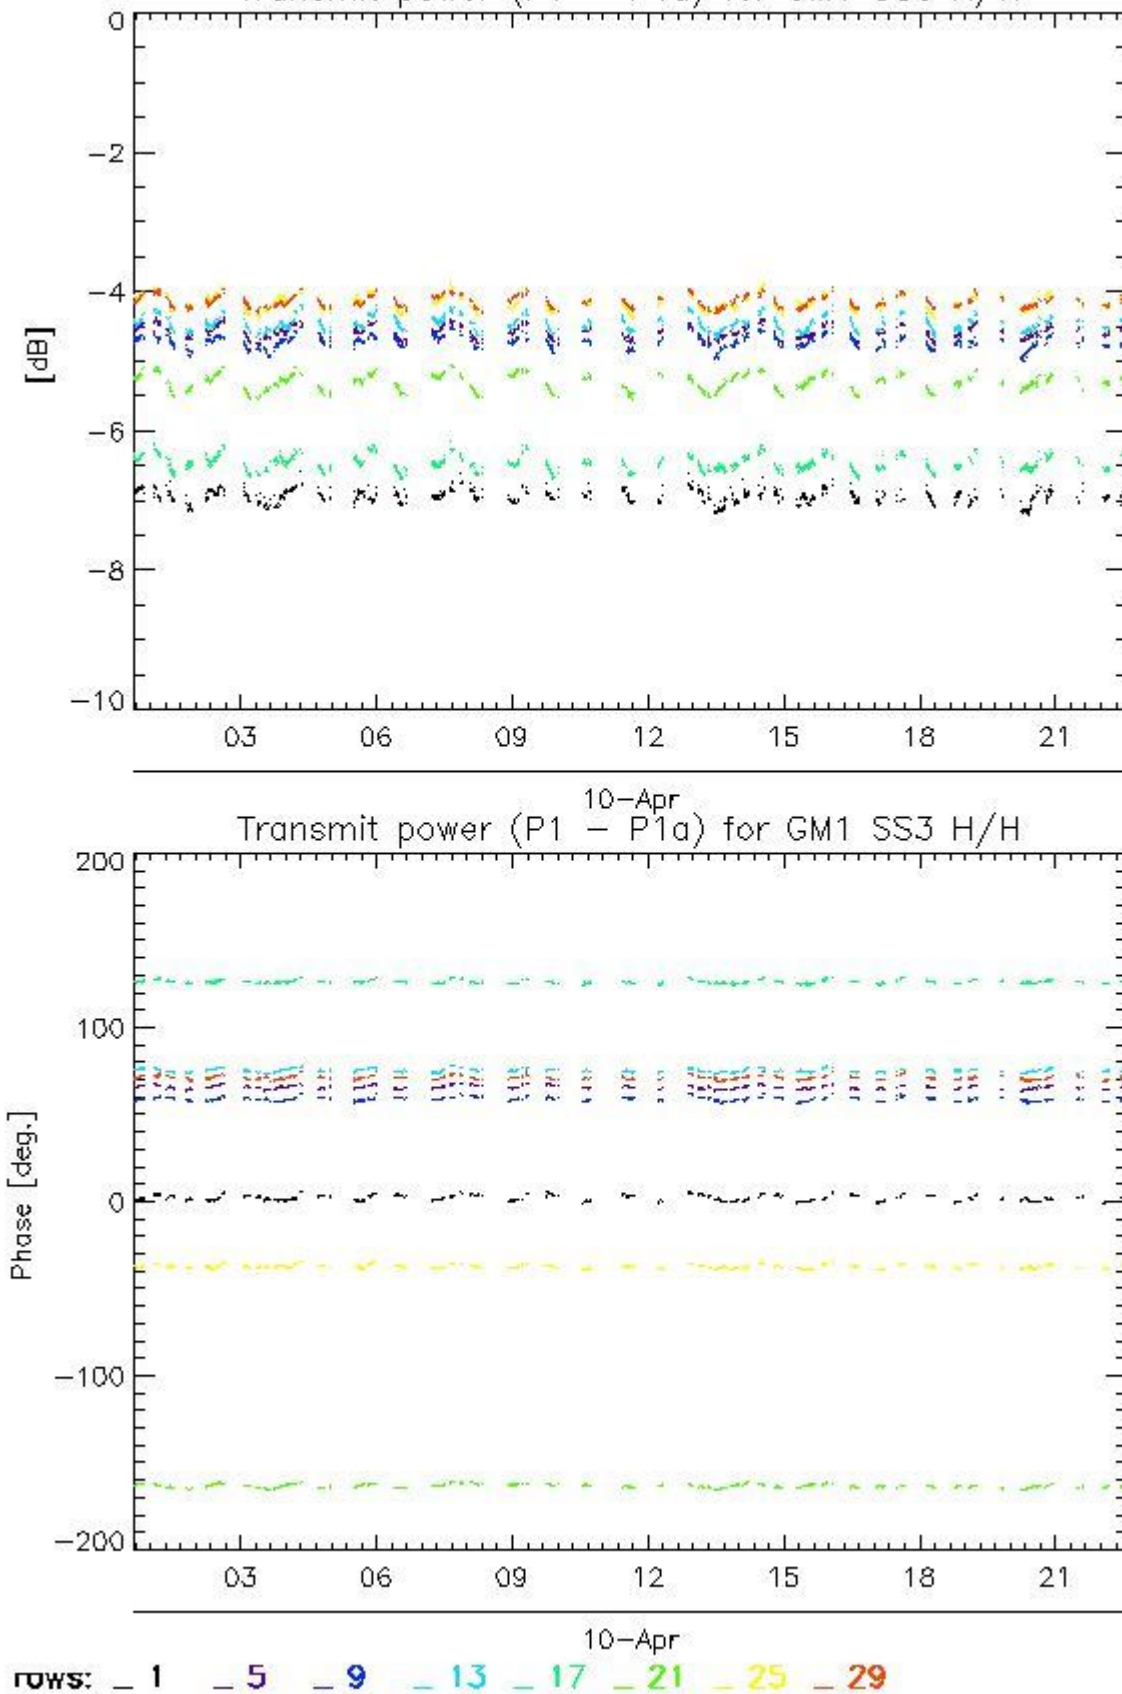 0
−2
−4
[dB]
−6
−8
−10
03 06 09 12 15 18 21
10−Apr
Transmit power (P1 − P1a) for GM1 SS3 H/H
200
100
Phase [deg.]
0
−100
−200
03 06 09 12 15 18 21
10−Apr
rows: _ 1 _ 5 _ 9 _ 13 _ 17 _ 21 _ 25 _ 29